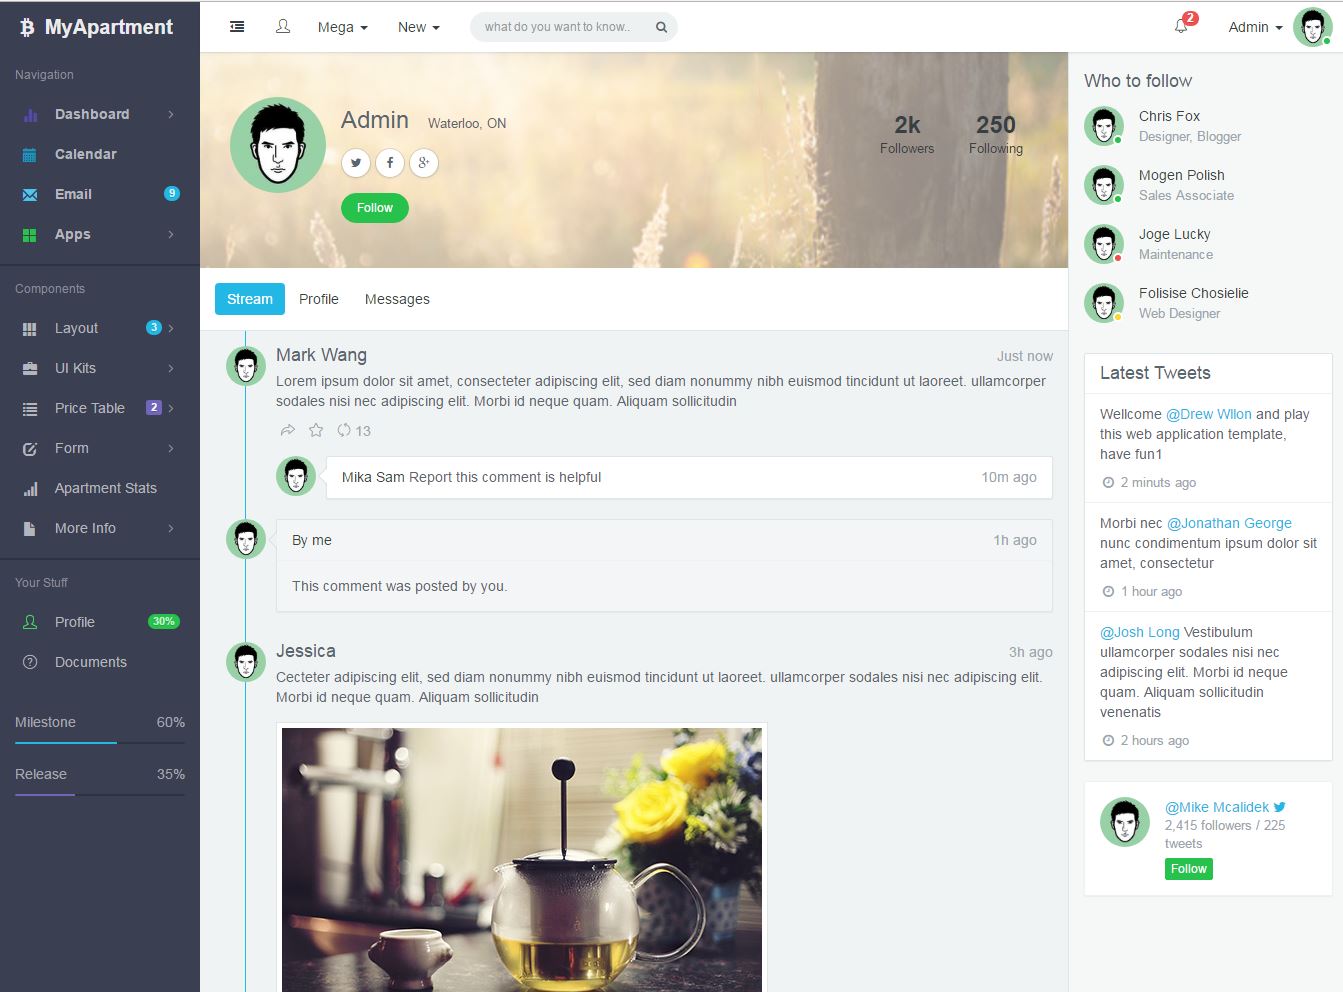 MyApartment
Mega
New
what do you want to know..
2
Admin
Navigation
Dashboard
Calendar
Email 9
Apps
Components
Layout 3
UI Kits
Price Table 2
Form
Apartment Stats
More Info
Your Stuff
Profile 30%
Documents
Milestone 60%
Release 35%
Admin Waterloo, ON
Follow
2k
Followers
250
Following
Stream Profile Messages
Mark Wang Just now
Lorem ipsum dolor sit amet, consecteter adipiscing elit, sed diam nonummy nibh euismod tincidunt ut laoreet. ullamcorper
sodales nisi nec adipiscing elit. Morbi id neque quam. Aliquam sollicitudin
13
Mika Sam Report this comment is helpful 10m ago
By me 1h ago
This comment was posted by you.
Jessica 3h ago
Cecteter adipiscing elit, sed diam nonummy nibh euismod tincidunt ut laoreet. ullamcorper sodales nisi nec adipiscing elit.
Morbi id neque quam. Aliquam sollicitudin
Who to follow
Chris Fox
Designer, Blogger
Mogen Polish
Sales Associate
Joge Lucky
Maintenance
Folisise Chosielie
Web Designer
Latest Tweets
Wellcome @Drew Wllon and play
this web application template,
have fun1
2 minuts ago
Morbi nec @Jonathan George
nunc condimentum ipsum dolor sit
amet, consectetur
1 hour ago
@Josh Long Vestibulum
ullamcorper sodales nisi nec
adipiscing elit. Morbi id neque
quam. Aliquam sollicitudin
venenatis
2 hours ago
@Mike Mcalidek
2,415 followers / 225
tweets
Follow